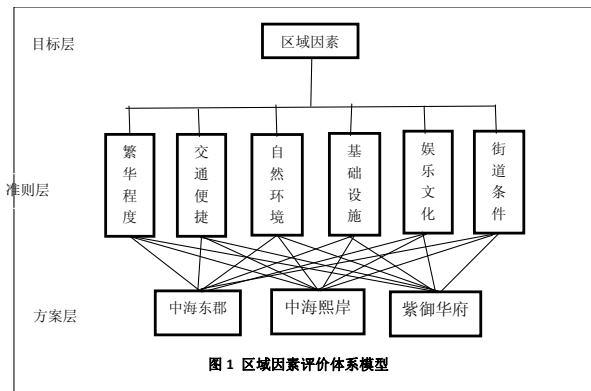 目标层
区域因素
准则层
繁华程度
交通便捷
自然环境
基础设施
娱乐文化
街道条件
方案层
中海东郡
中海熙岸
紫御华府
图 1 区域因素评价体系模型